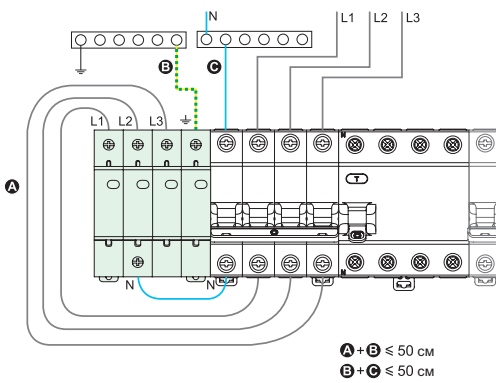 N L1 L2 L3
B C
L1 L2 L3
A
N N
T
N
N
A + B ⩽ 50 см
B + C ⩽ 50 см